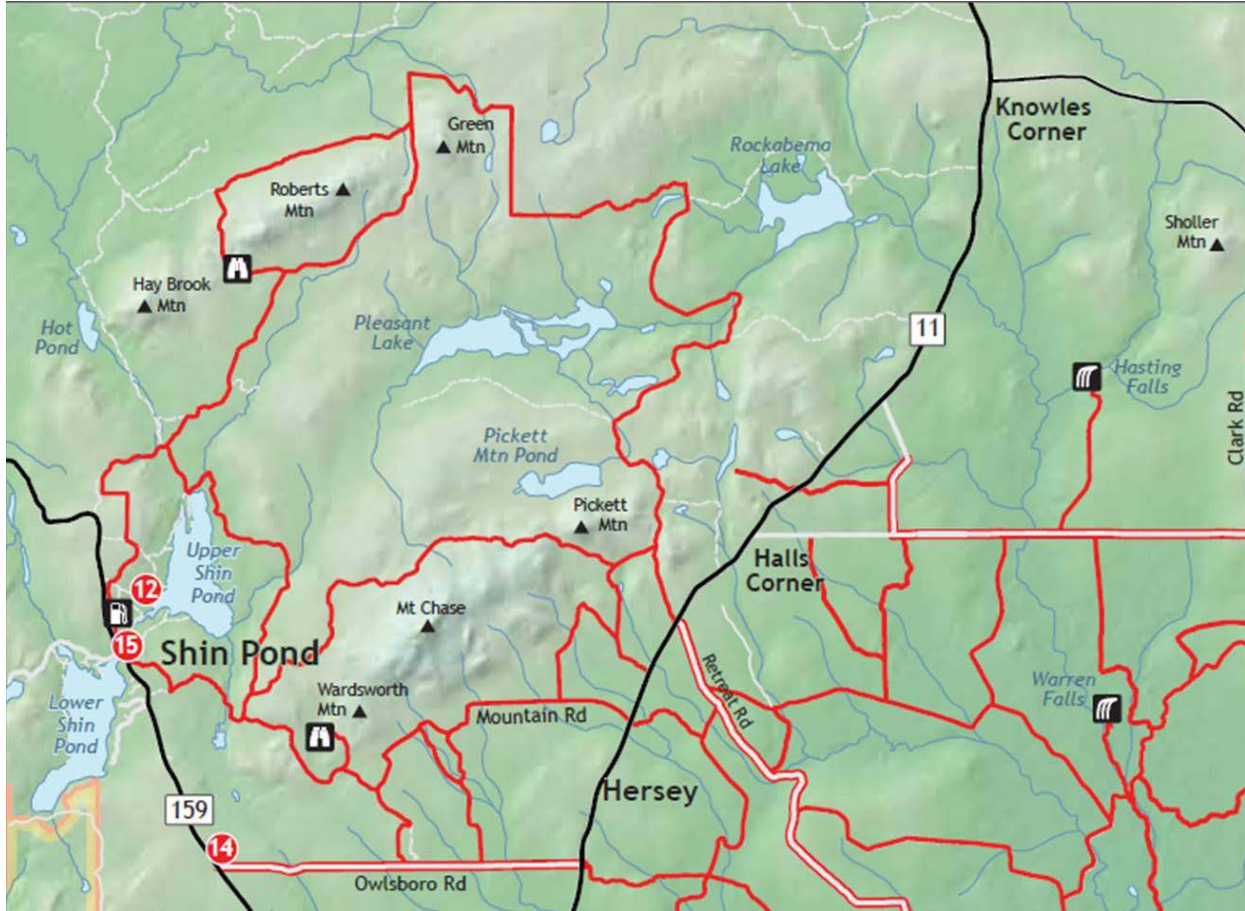 Knowles
Corner
Green
Mtn
Rockabema
Lake
Roberts
Mtn
Sholler
Mtn
Hay Brook
Mtn
Hot
Pond
Pleasant
Lake
11
Hasting
Falls
Clark Rd
Pickett
Mtn Pond
Pickett
Mtn
Upper
Shin
Pond
Halls
Corner
12
Mt Chase
15
Shin Pond
Retreat Rd
Warren
Falls
Wardsworth
Mtn
Lower
Shin
Pond
Mountain Rd
Hersey
159
14
Owlsboro Rd